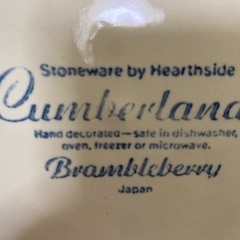 Stoneware by Hearthside
Cumberland
Hand decorated—safe in dishwasher,
oven, freezer or microwave.
Brambleberry
Japan